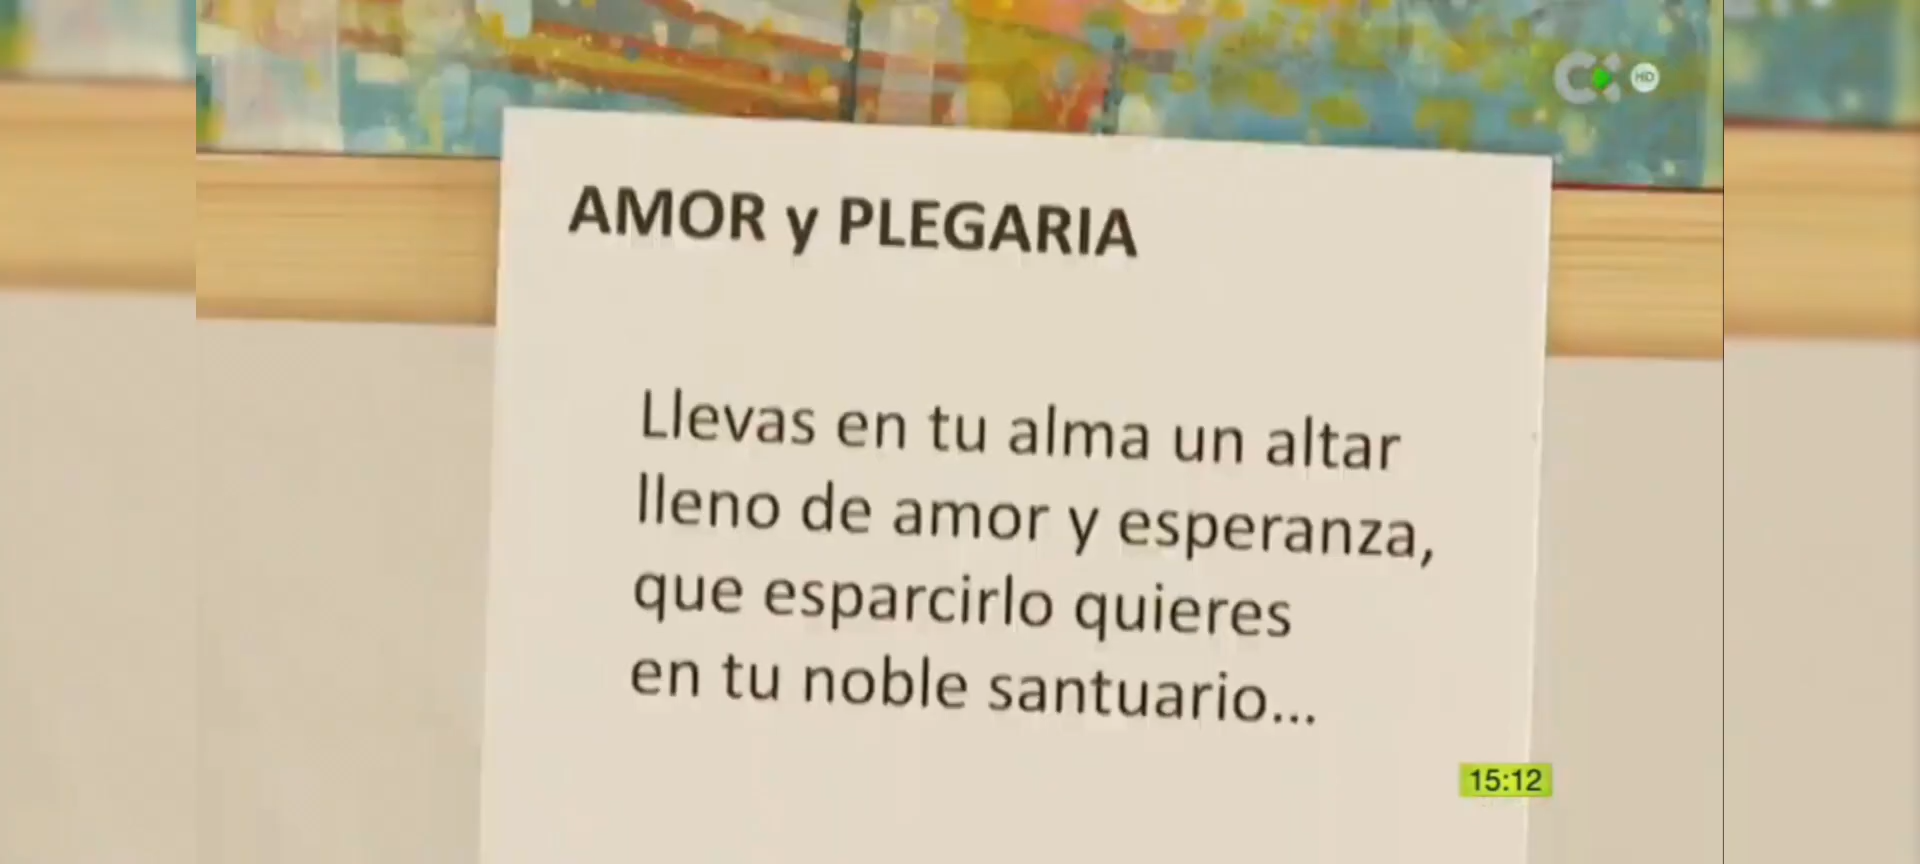 HD
AMOR y PLEGARIA
Llevas en tu alma un altar
lleno de amor y esperanza,
que esparcirlo quieres
en tu noble santuario...
15:12